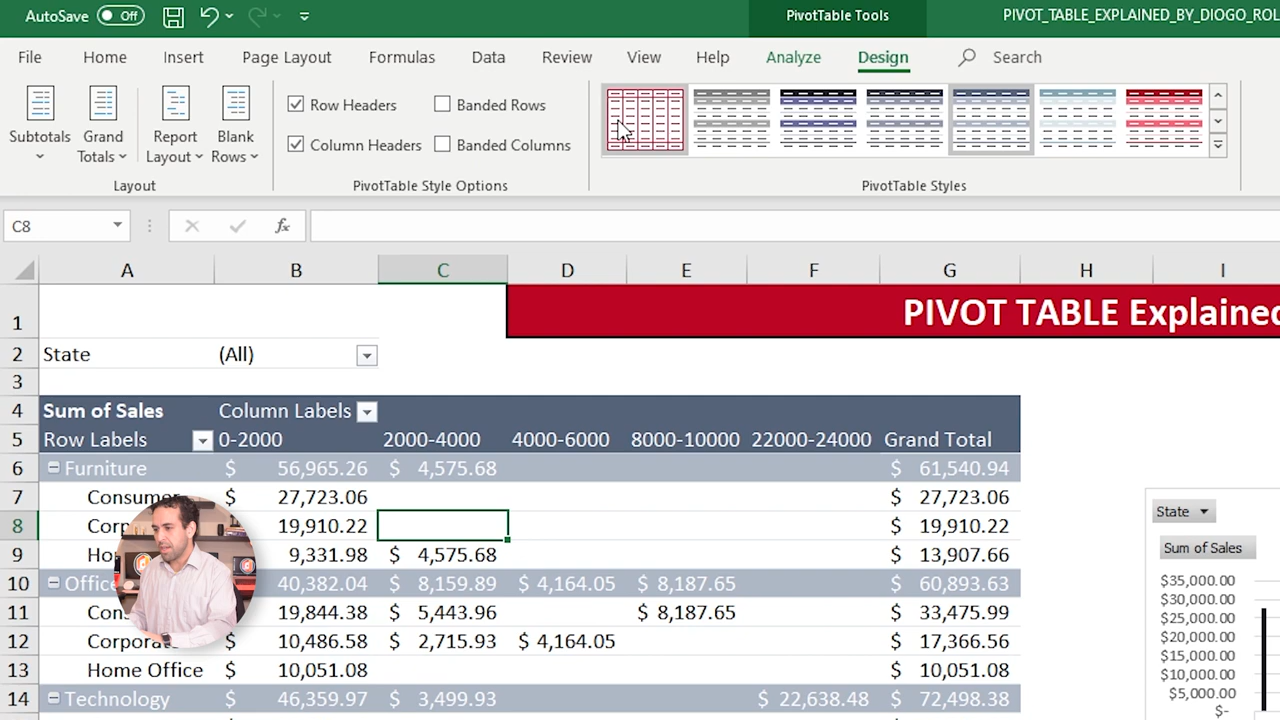 AutoSave Off PivotTable Tools PIVOT_TABLE_EXPLAINED_BY_DIOGO_ROL
File Home Insert Page Layout Formulas Data Review View Help Analyze Design Search
Subtotals
Grand Totals
Report Layout
Blank Rows
Row Headers Banded Rows
Column Headers Banded Columns
Layout PivotTable Style Options PivotTable Styles
C8 fx
A B C D E F G H I
1 PIVOT TABLE Explained
2 State (All)
3
4 Sum of Sales Column Labels
5 Row Labels 0-2000 2000-4000 4000-6000 8000-10000 22000-24000 Grand Total
6 Furniture $ 56,965.26 $ 4,575.68 $ 61,540.94
7 Consumer $ 27,723.06 $ 27,723.06
8 Corp $ 19,910.22 $ 19,910.22
9 Ho 9,331.98 $ 4,575.68 $ 13,907.66
10 Office 40,382.04 $ 8,159.89 $ 4,164.05 $ 8,187.65 $ 60,893.63
11 Cons 19,844.38 $ 5,443.96 $ 8,187.65 $ 33,475.99
12 Corporate 10,486.58 $ 2,715.93 $ 4,164.05 $ 17,366.56
13 Home Office $ 10,051.08 $ 10,051.08
14 Technology $ 46,359.97 $ 3,499.93 $ 22,638.48 $ 72,498.38
State
Sum of Sales
$35,000.00
$30,000.00
$25,000.00
$20,000.00
$15,000.00
$10,000.00
$5,000.00
$-